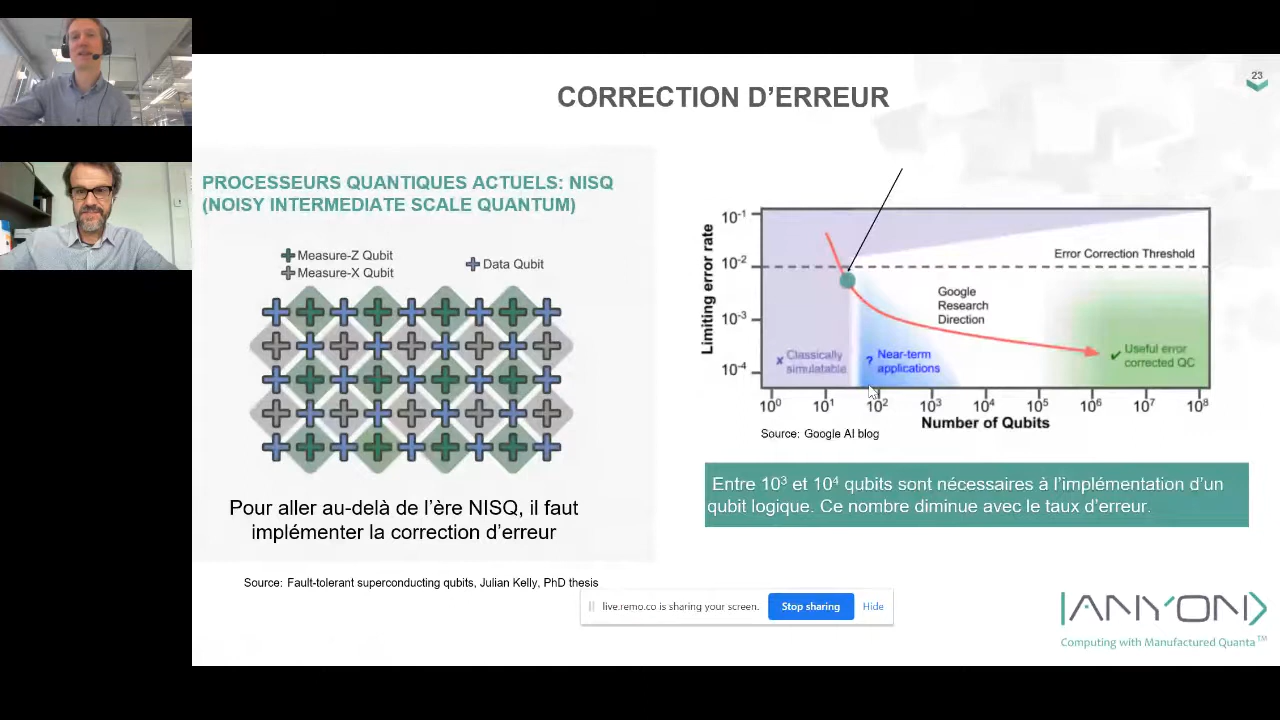 CORRECTION D'ERREUR
23
PROCESSEURS QUANTIQUES ACTUELS: NISQ
(NOISY INTERMEDIATE SCALE QUANTUM)
Measure-Z Qubit
Measure-X Qubit
Data Qubit
Pour aller au-delà de l'ère NISQ, il faut
implémenter la correction d'erreur
Source: Fault-tolerant superconducting qubits, Julian Kelly, PhD thesis
Limiting error rate
10⁻¹
10⁻²
10⁻³
10⁻⁴
Error Correction Threshold
Google
Research
Direction
✗ Classically
simulatable
? Near-term
applications
✓ Useful error
corrected QC
10⁰ 10¹ 10² 10³ 10⁴ 10⁵ 10⁶ 10⁷ 10⁸
Number of Qubits
Source: Google AI blog
Entre 10³ et 10⁴ qubits sont nécessaires à l'implémentation d'un
qubit logique. Ce nombre diminue avec le taux d'erreur.
live.remo.co is sharing your screen.
Stop sharing
Hide
ANYON
Computing with Manufactured Quanta™